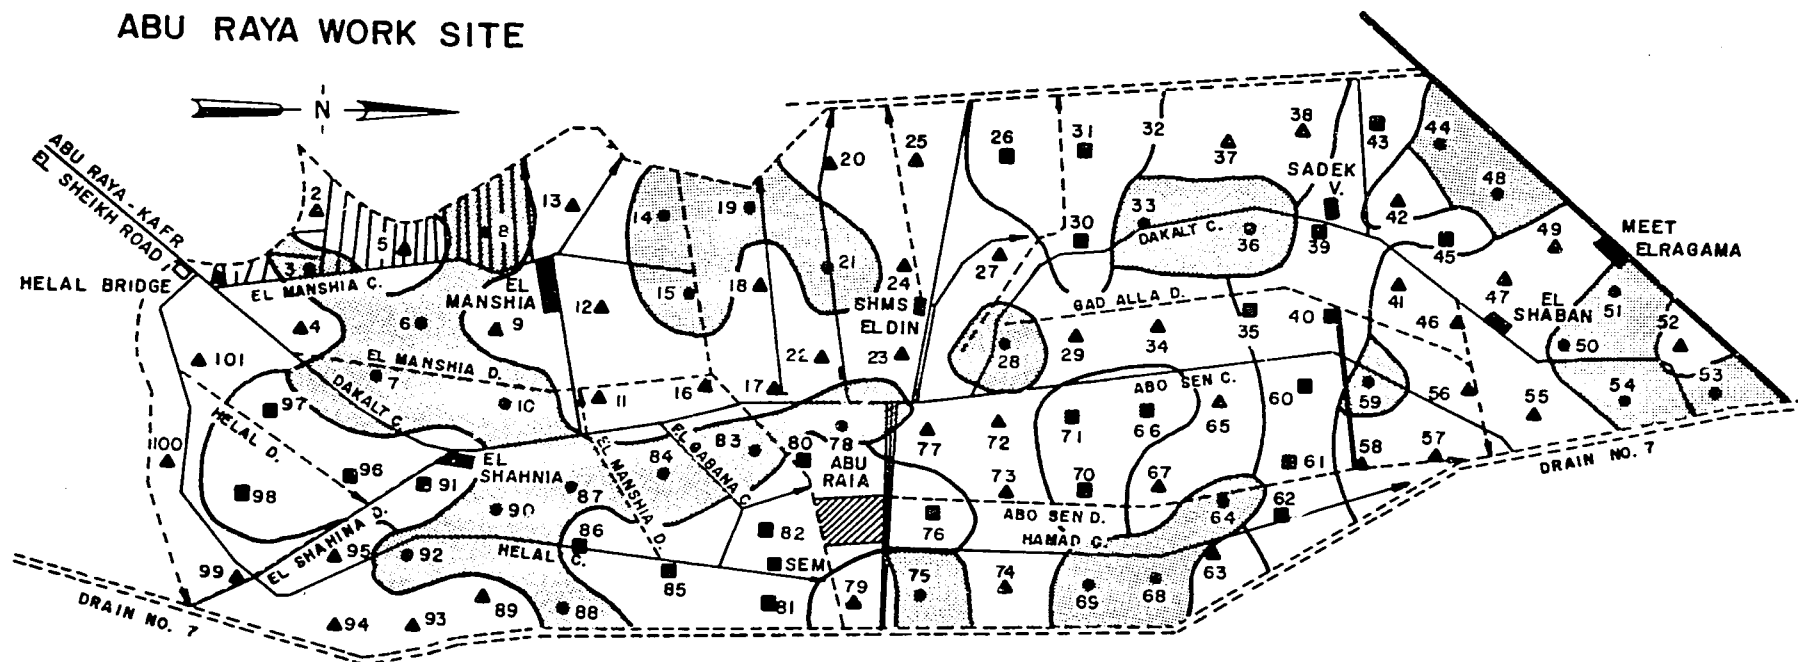 ABU RAYA WORK SITE
N
ABU RAYA-KAFR
EL SHEIKH ROAD
HELAL BRIDGE
EL MANSHIA C.
EL
MANSHIA
EL MANSHIA D.
DAKALT C.
HELAL D.
EL
SHAHNIA
EL SHAHINA D.
HELAL C.
EL MANSHIA D.
EL QABANA C.
ABU
RAIA
SEM
SHMS
EL DIN
GAD ALLA D.
DAKALT C.
SADEK
V.
MEET
ELRAGAMA
EL
SHABAN
ABO SEN C.
ABO SEN D.
HAMAD C.
DRAIN NO. 7
DRAIN NO. 7
1
2
3
4
5
6
7
8
9
10
11
12
13
14
15
16
17
18
19
20
21
22
23
24
25
26
27
28
29
30
31
32
33
34
35
36
37
38
39
40
41
42
43
44
45
46
47
48
49
50
51
52
53
54
55
56
57
58
59
60
61
62
63
64
65
66
67
68
69
70
71
72
73
74
75
76
77
78
79
80
81
82
83
84
85
86
87
88
89
90
91
92
93
94
95
96
97
98
99
100
101